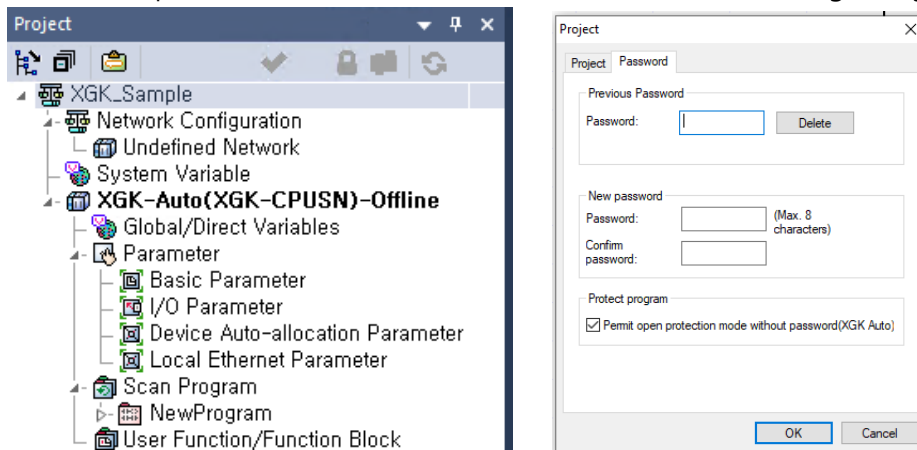 Project
XGK_Sample
Network Configuration
Undefined Network
System Variable
XGK-Auto(XGK-CPUSN)-Offline
Global/Direct Variables
Parameter
Basic Parameter
I/O Parameter
Device Auto-allocation Parameter
Local Ethernet Parameter
Scan Program
NewProgram
User Function/Function Block
Project
Project Password
Previous Password
Password: Delete
New password
Password: (Max. 8
characters)
Confirm
password:
Protect program
Permit open protection mode without password(XGK Auto)
OK Cancel